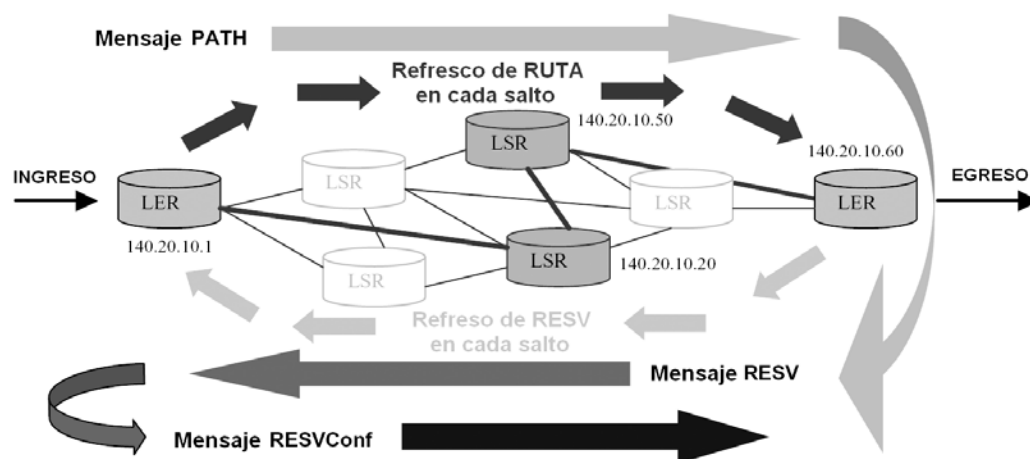 Mensaje PATH
Refresco de RUTA
en cada salto
140.20.10.50
LSR
140.20.10.60
INGRESO
EGRESO
LSR
LSR
LER
LER
140.20.10.1
LSR
140.20.10.20
LSR
Refreso de RESV
en cada salto
Mensaje RESV
Mensaje RESVConf